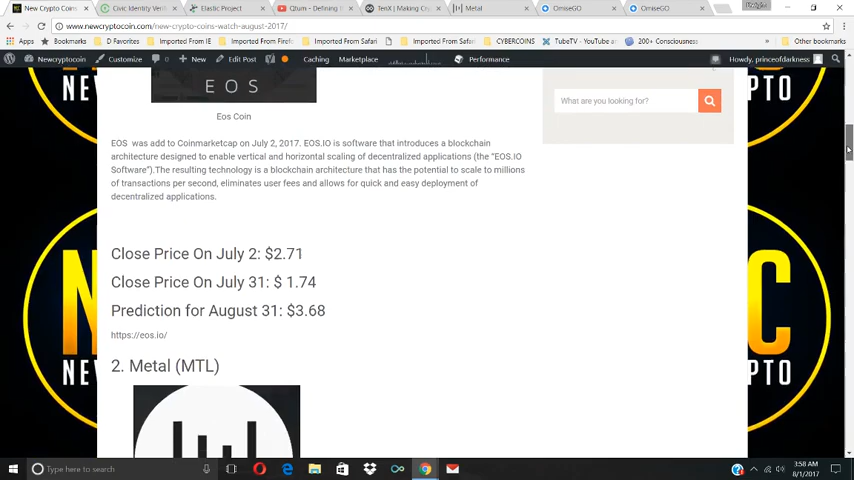 New Crypto Coins
Civic Identity Verifi
Elastic Project
Qtum - Defining th
TenX | Making Cry
Metal
OmiseGO
OmiseGO
www.newcryptocoin.com/new-crypto-coins-watch-august-2017/
Apps
Bookmarks
D Favorites
Imported From IE
Imported From Google
Imported From Safari
Imported From Safar
CYBERCOINS
TubeTV – YouTube a
200+ Consciousness
Other bookmarks
Newcryptocoin
Customize
0
New
Edit Post
Caching
Marketplace
Performance
Howdy, princeofdarkness
EOS
Eos Coin
What are you looking for?
EOS was add to Coinmarketcap on July 2, 2017. EOS.IO is software that introduces a blockchain
architecture designed to enable vertical and horizontal scaling of decentralized applications (the “EOS.IO
Software”).The resulting technology is a blockchain architecture that has the potential to scale to millions
of transactions per second, eliminates user fees and allows for quick and easy deployment of
decentralized applications.
Close Price On July 2: $2.71
Close Price On July 31: $ 1.74
Prediction for August 31: $3.68
https://eos.io/
2. Metal (MTL)
Type here to search
3:58 AM
8/1/2017